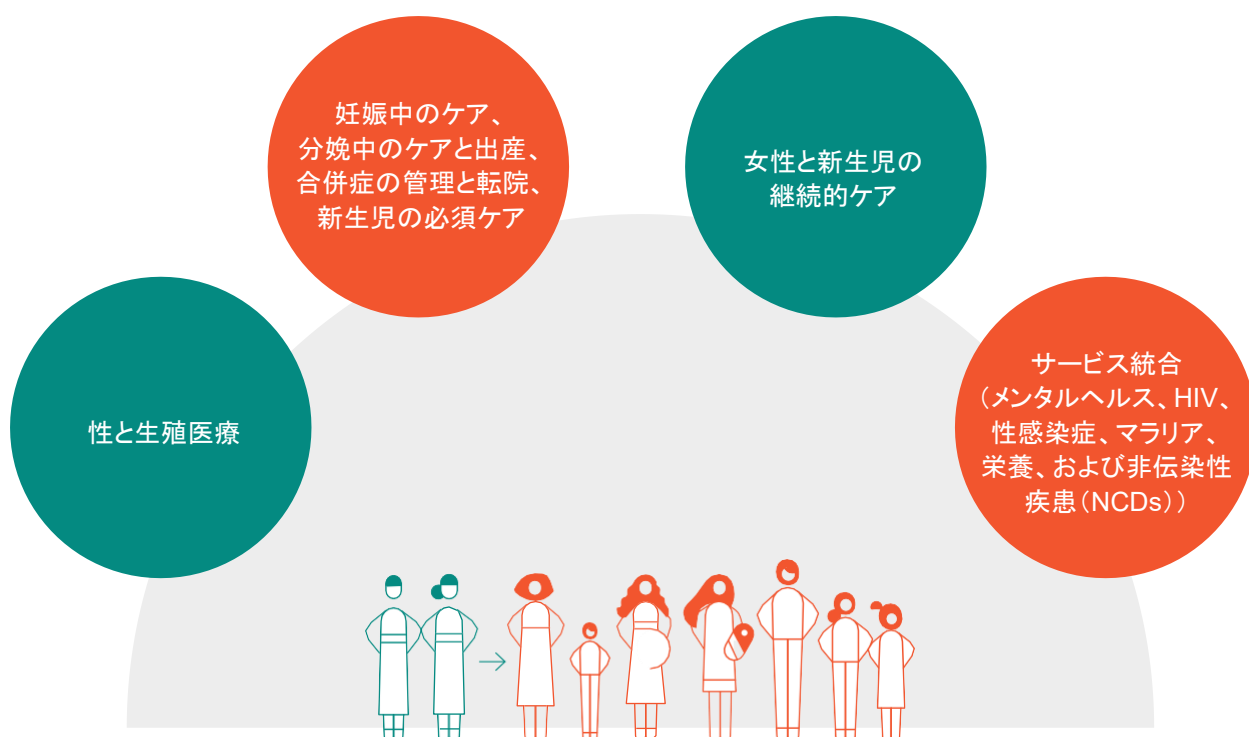 妊娠中のケア、
分娩中のケアと出産、
合併症の管理と転院、
新生児の必須ケア
女性と新生児の
継続的ケア
性と生殖医療
サービス統合
（メンタルヘルス、HIV、
性感染症、マラリア、
栄養、および非伝染性
疾患（NCDs））